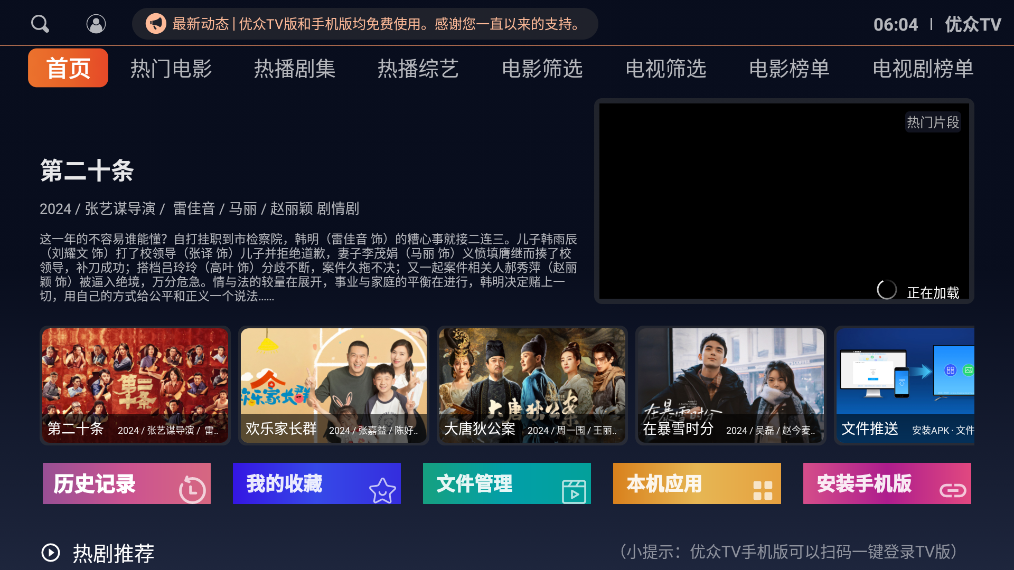 最新动态 | 优众TV版和手机版均免费使用。感谢您一直以来的支持。
06:04 | 优众TV
首页 热门电影 热播剧集 热播综艺 电影筛选 电视筛选 电影榜单 电视剧榜单
热门片段
第二十条
2024 / 张艺谋导演 / 雷佳音 / 马丽 / 赵丽颖 剧情剧
这一年的不容易谁能懂？自打挂职到市检察院，韩明（雷佳音 饰）的糟心事就接二连三。儿子韩雨辰
（刘耀文 饰）打了校领导（张译 饰）儿子并拒绝道歉，妻子李茂娟（马丽 饰）义愤填膺继而揍了校
领导，补刀成功；搭档吕玲玲（高叶 饰）分歧不断，案件久拖不决；又一起案件相关人郝秀萍（赵丽
颖 饰）被逼入绝境，万分危急。情与法的较量在展开，事业与家庭的平衡在进行，韩明决定赌上一
切，用自己的方式给公平和正义一个说法......
正在加载
第二十条
欢乐家长群
大唐狄公案
在暴雪时分
第二十条 2024 / 张艺谋导演 / 雷..
欢乐家长群 2024 / 张嘉益 / 陈好..
大唐狄公案 2024 / 周一围 / 王丽..
在暴雪时分 2024 / 吴磊 / 赵今麦..
文件推送 安装APK · 文件
历史记录 我的收藏 文件管理 本机应用 安装手机版
热剧推荐
（小提示：优众TV手机版可以扫码一键登录TV版）